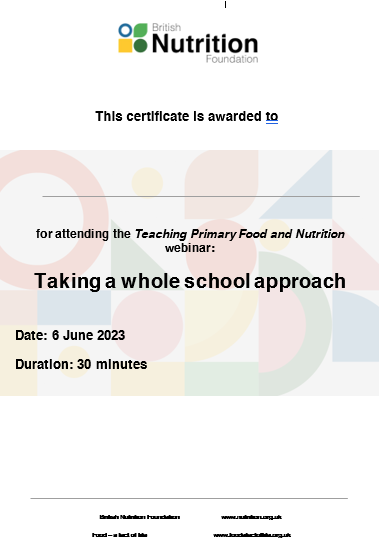 British
Nutrition
Foundation
This certificate is awarded to
for attending the Teaching Primary Food and Nutrition
webinar:
Taking a whole school approach
Date: 6 June 2023
Duration: 30 minutes
British Nutrition Foundation www.nutrition.org.uk
Food – a fact of life www.foodafactoflife.org.uk